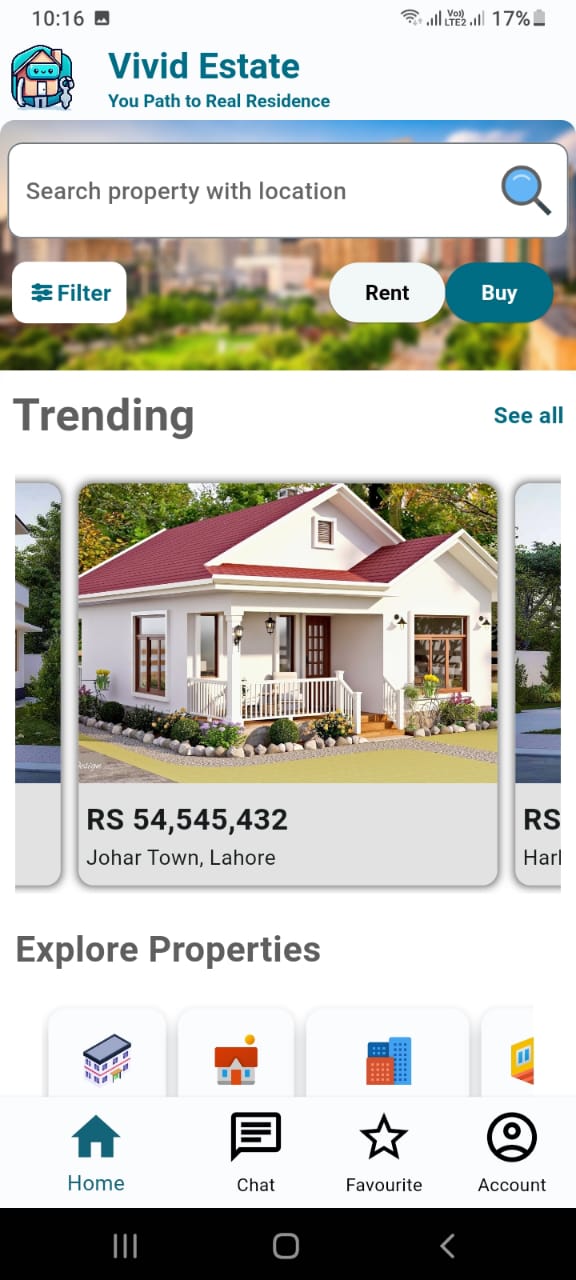 10:16 Vo)) LTE2 17%
Vivid Estate
You Path to Real Residence
Search property with location
Filter Rent Buy
Trending See all
esign
RS 54,545,432 RS
Johar Town, Lahore Harl
Explore Properties
Home Chat Favourite Account